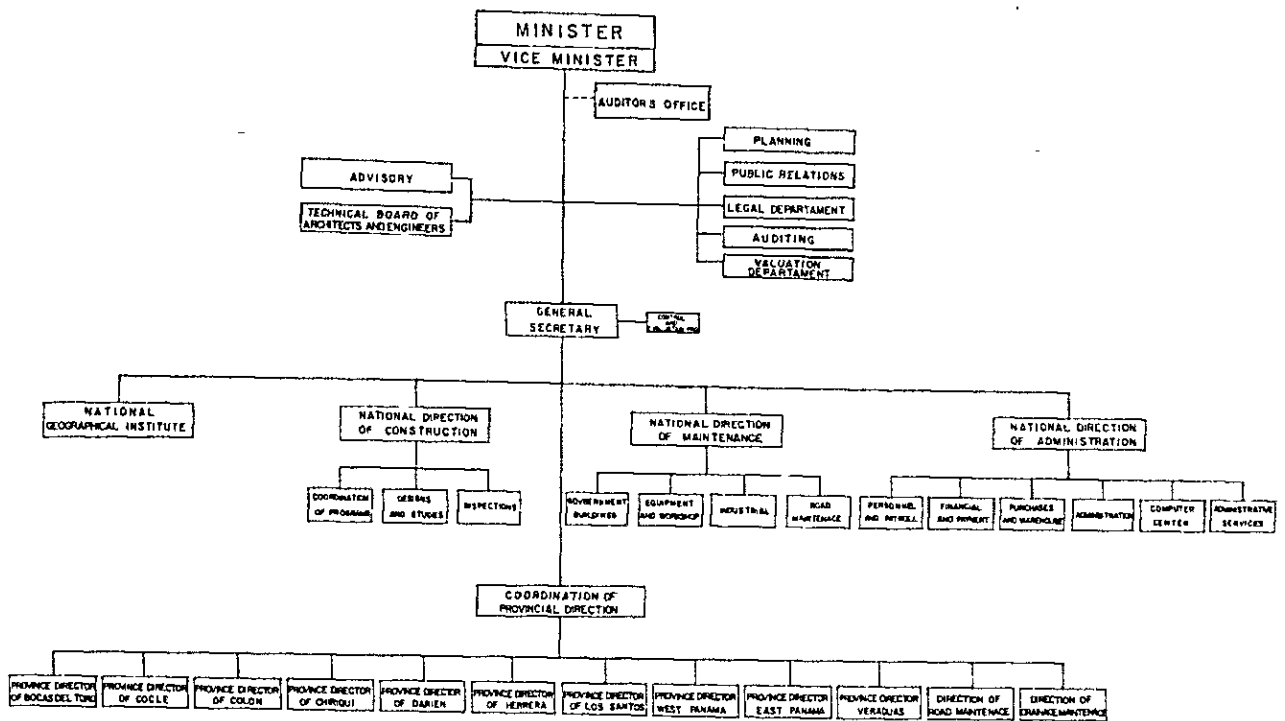 MINISTER
VICE MINISTER
AUDITORS OFFICE
PLANNING
PUBLIC RELATIONS
LEGAL DEPARTAMENT
AUDITING
VALUATION
DEPARTAMENT
ADVISORY
TECHNICAL BOARD OF
ARCHITECTS AND ENGINEERS
GENERAL
SECRETARY
CONTROL
AND
NATIONAL
GEOGRAPHICAL INSTITUTE
NATIONAL DIRECTION
OF CONSTRUCTION
NATIONAL DIRECTION
OF MAINTENANCE
NATIONAL DIRECTION
OF ADMINISTRATION
COORDINATION
OF PROGRAMS
DESIGNS
AND STUDIES
INSPECTIONS
GOVERNMENT
BUILDINGS
EQUIPMENT
AND WORKSHOP
INDUSTRIAL
ROAD
MAINTENACE
PERSONNEL
AND PAYROLL
FINANCIAL
AND PAYMENT
PURCHASES
AND WAREHOUSE
ADMINISTRATION
COMPUTER
CENTER
ADMINISTRATIVE
SERVICES
COORDINATION OF
PROVINCIAL DIRECTION
PROVINCE DIRECTOR
OF BOCAS DEL TORO
PROVINCE DIRECTOR
OF COCLE
PROVINCE DIRECTOR
OF COLON
PROVINCE DIRECTOR
OF CHIRIQUI
PROVINCE DIRECTOR
OF DARIEN
PROVINCE DIRECTOR
OF HERRERA
PROVINCE DIRECTOR
OF LOS SANTOS
PROVINCE DIRECTOR
WEST PANAMA
PROVINCE DIRECTOR
EAST PANAMA
PROVINCE DIRECTOR
VERAGUAS
DIRECTION OF
ROAD MAINTENACE
DIRECTION OF
DRAINAGE MAINTENACE